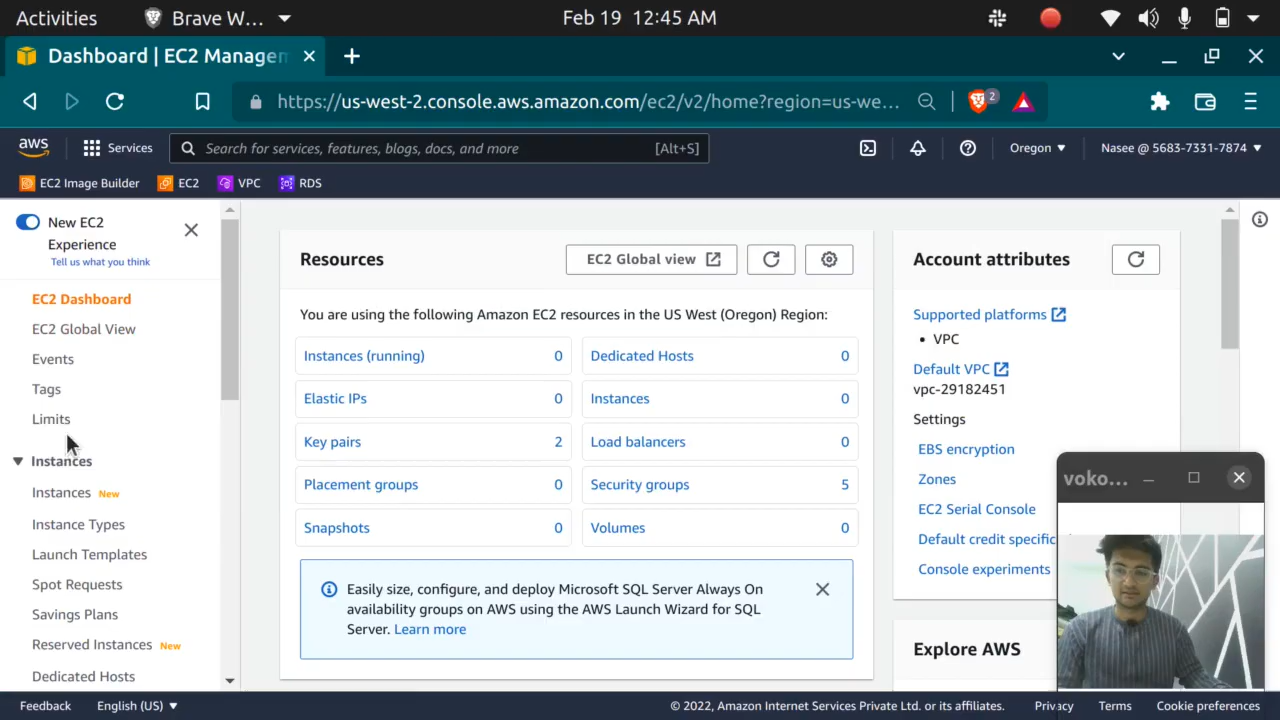 Activities
Brave W...
Feb 19 12:45 AM
Dashboard | EC2 Managem
https://us-west-2.console.aws.amazon.com/ec2/v2/home?region=us-we...
2
aws
Services
Search for services, features, blogs, docs, and more
[Alt+S]
Oregon
Nasee @ 5683-7331-7874
EC2 Image Builder
EC2
VPC
RDS
New EC2
Experience
Tell us what you think
EC2 Dashboard
EC2 Global View
Events
Tags
Limits
Instances
Instances New
Instance Types
Launch Templates
Spot Requests
Savings Plans
Reserved Instances New
Dedicated Hosts
Resources
EC2 Global view
You are using the following Amazon EC2 resources in the US West (Oregon) Region:
Instances (running) 0
Dedicated Hosts 0
Elastic IPs 0
Instances 0
Key pairs 2
Load balancers 0
Placement groups 0
Security groups 5
Snapshots 0
Volumes 0
Easily size, configure, and deploy Microsoft SQL Server Always On
availability groups on AWS using the AWS Launch Wizard for SQL
Server. Learn more
Account attributes
Supported platforms
VPC
Default VPC
vpc-29182451
Settings
EBS encryption
Zones
EC2 Serial Console
Default credit specific
Console experiments
Explore AWS
voko...
Feedback
English (US)
© 2022, Amazon Internet Services Private Ltd. or its affiliates.
Privacy
Terms
Cookie preferences